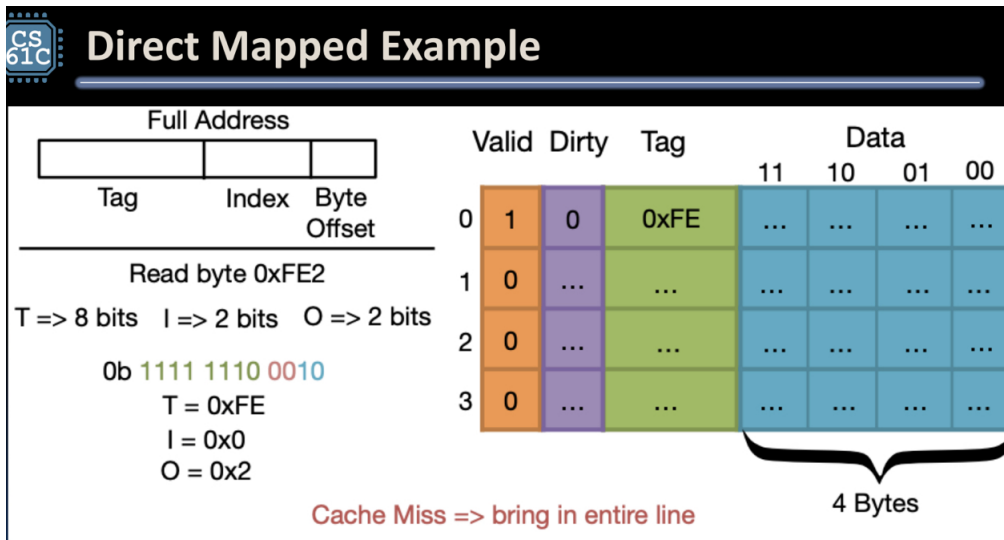 CS
61C
Direct Mapped Example
Full Address
Tag Index Byte
Offset
Read byte 0xFE2
T => 8 bits I => 2 bits O => 2 bits
0b 1111 1110 0010
T = 0xFE
I = 0x0
O = 0x2
Valid Dirty Tag Data
11 10 01 00
0 1 0 0xFE ... ... ... ...
1 0 ... ... ... ... ... ...
2 0 ... ... ... ... ... ...
3 0 ... ... ... ... ... ...
4 Bytes
Cache Miss => bring in entire line